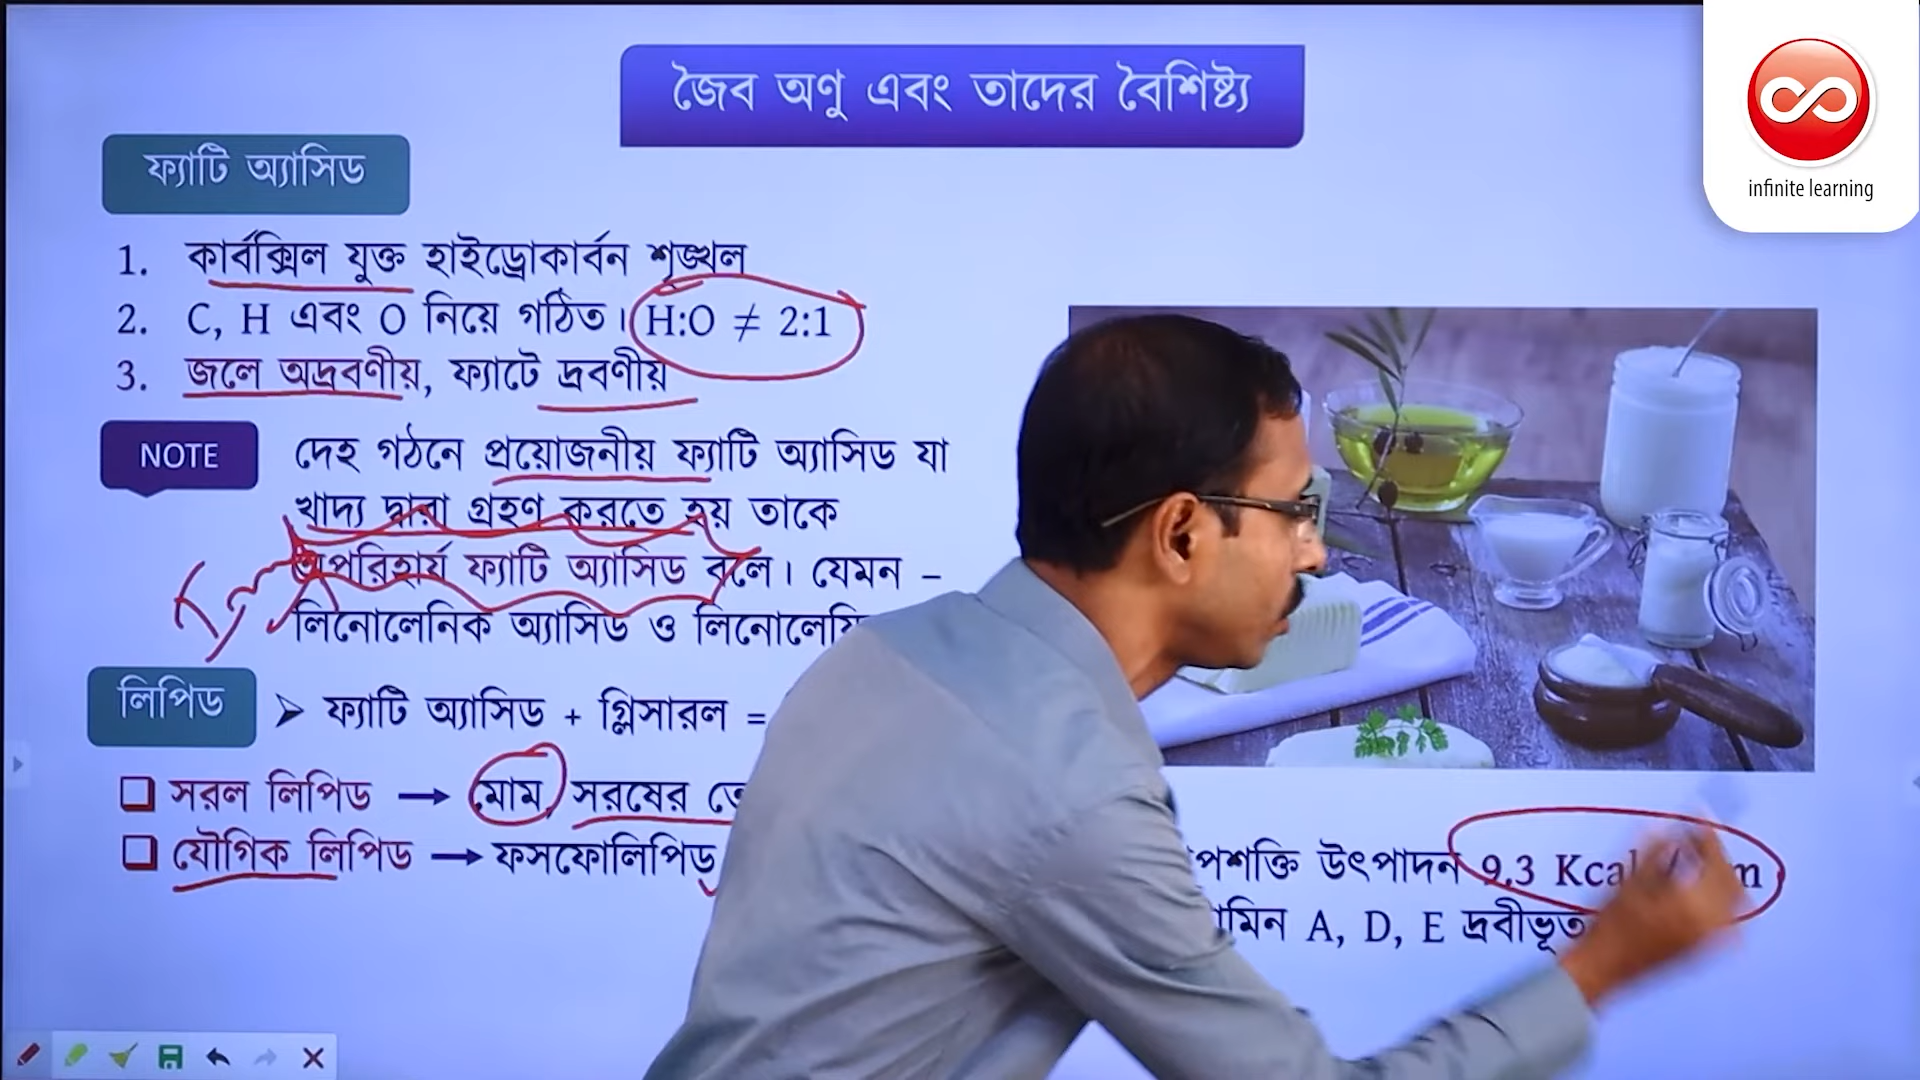 জৈব অণু এবং তাদের বৈশিষ্ট্য
infinite learning
ফ্যাটি অ্যাসিড
1. কার্বক্সিল যুক্ত হাইড্রোকার্বন শৃঙ্খল
2. C, H এবং O নিয়ে গঠিত। H:O ≠ 2:1
3. জলে অদ্রবণীয়, ফ্যাটে দ্রবণীয়
NOTE
দেহ গঠনে প্রয়োজনীয় ফ্যাটি অ্যাসিড যা
খাদ্য দ্বারা গ্রহণ করতে হয় তাকে
অপরিহার্য ফ্যাটি অ্যাসিড বলে। যেমন –
লিনোলেনিক অ্যাসিড ও
লিপিড
➤ ফ্যাটি অ্যাসিড + গ্লিসারল =
❑ সরল লিপিড → মোম, সরষের
❑ যৌগিক লিপিড → ফসফোলিপিড
উৎপাদন 9.3
A, D, E দ্রবীভূত